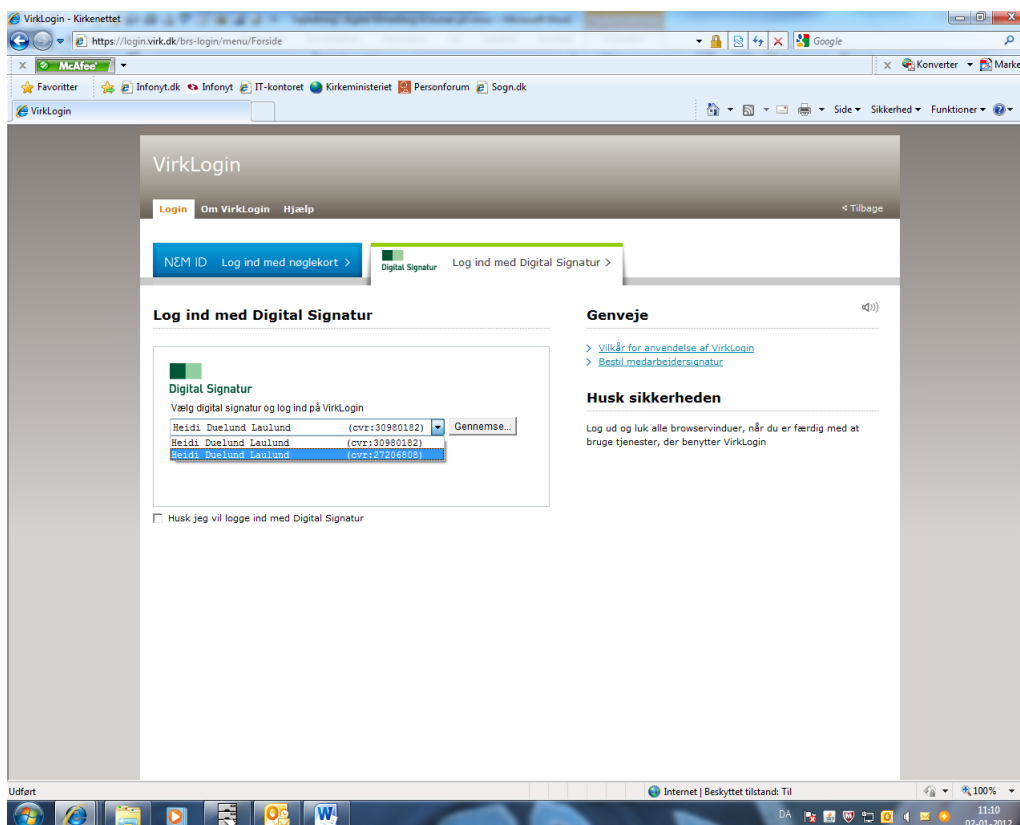 VirkLogin - Kirkenettet
https://login.virk.dk/brs-login/menu/Forside
Google
x McAfee
x Konverter Marke
Favoritter Infonyt.dk Infonyt IT-kontoret Kirkeministeriet Personforum Sogn.dk
VirkLogin
Side Sikkerhed Funktioner
VirkLogin
Login Om VirkLogin Hjælp
< Tilbage
NEM ID Log ind med nøglekort >
Digital Signatur Log ind med Digital Signatur >
Log ind med Digital Signatur
Digital Signatur
Vælg digital signatur og log ind på VirkLogin
Heidi Duelund Laulund (cvr:30980182) Gennemse...
Heidi Duelund Laulund (cvr:30980182)
Heidi Duelund Laulund (cvr:27206808)
Husk jeg vil logge ind med Digital Signatur
Genveje
> Vilkår for anvendelse af VirkLogin
> Bestil medarbejdersignatur
Husk sikkerheden
Log ud og luk alle browservinduer, når du er færdig med at
bruge tjenester, der benytter VirkLogin
Udført
Internet | Beskyttet tilstand: Til
100%
DA
11:10
02-01-2012